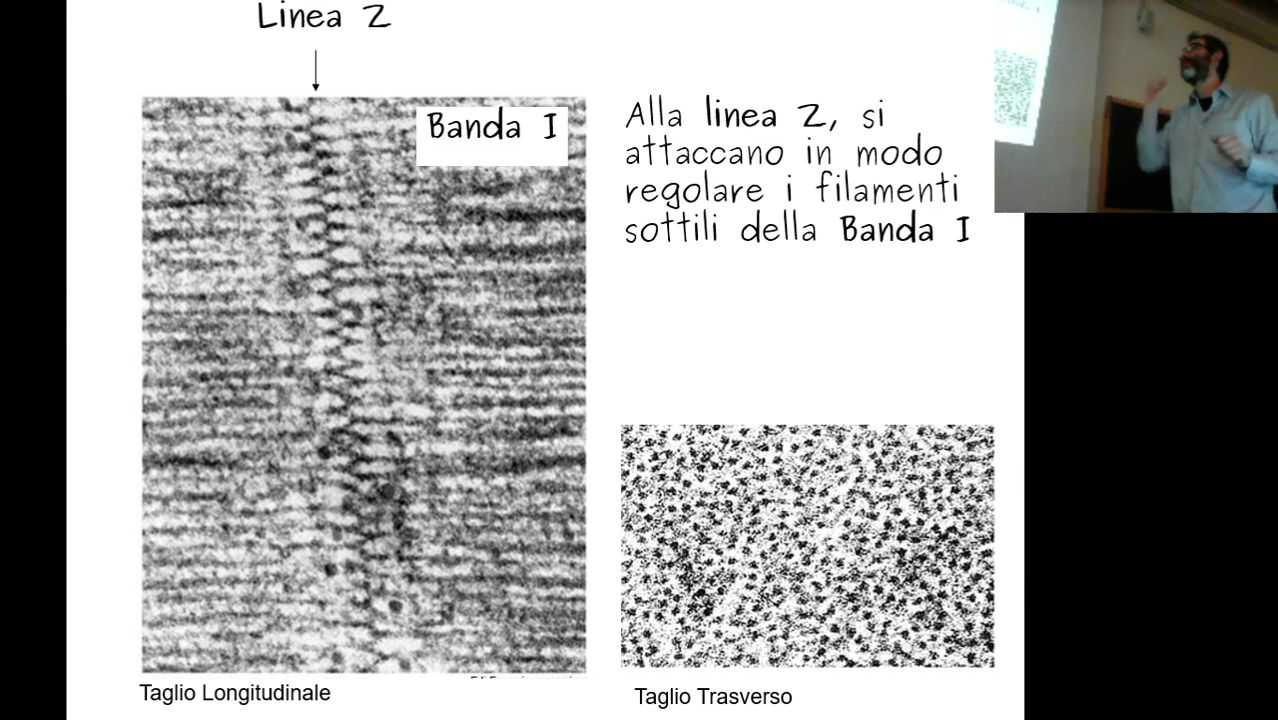 Linea Z
Banda I
Alla linea Z, si
attaccano in modo
regolare i filamenti
sottili della Banda I
Taglio Longitudinale
Taglio Trasverso